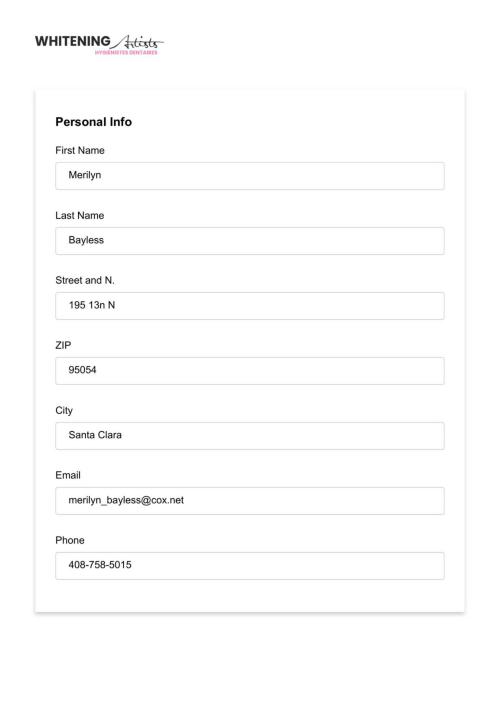 WHITENING Artists
HYGIÉNISTES DENTAIRES
Personal Info
First Name
Merilyn
Last Name
Bayless
Street and N.
195 13n N
ZIP
95054
City
Santa Clara
Email
merilyn_bayless@cox.net
Phone
408-758-5015